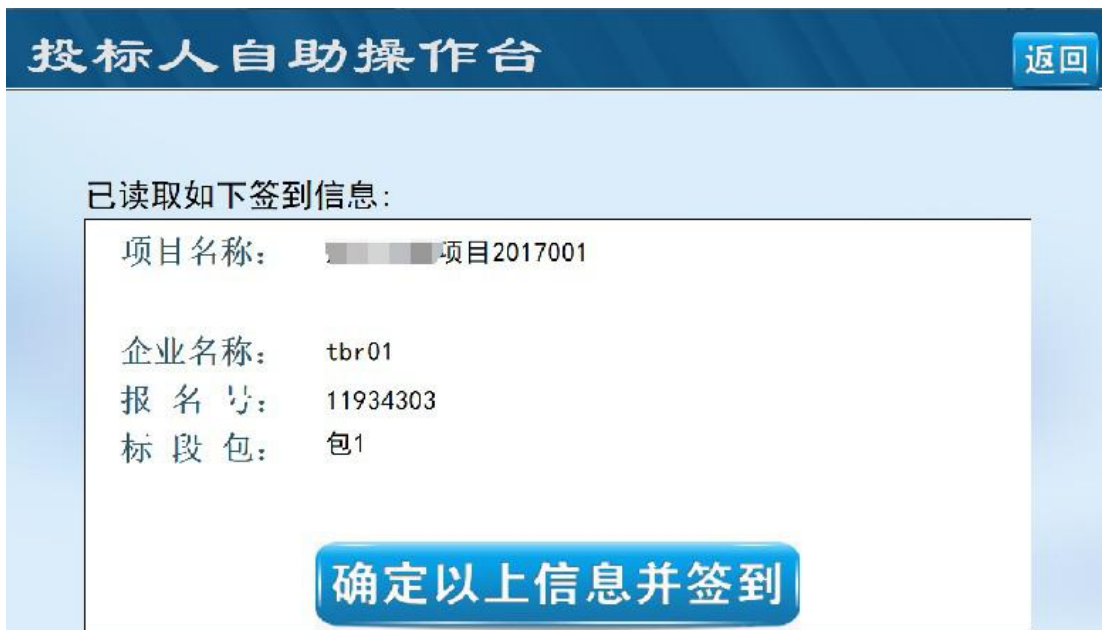 投标人自助操作台
返回
已读取如下签到信息:
项目名称: 项目2017001
企业名称: tbr01
报 名 号: 11934303
标 段 包: 包1
确定以上信息并签到